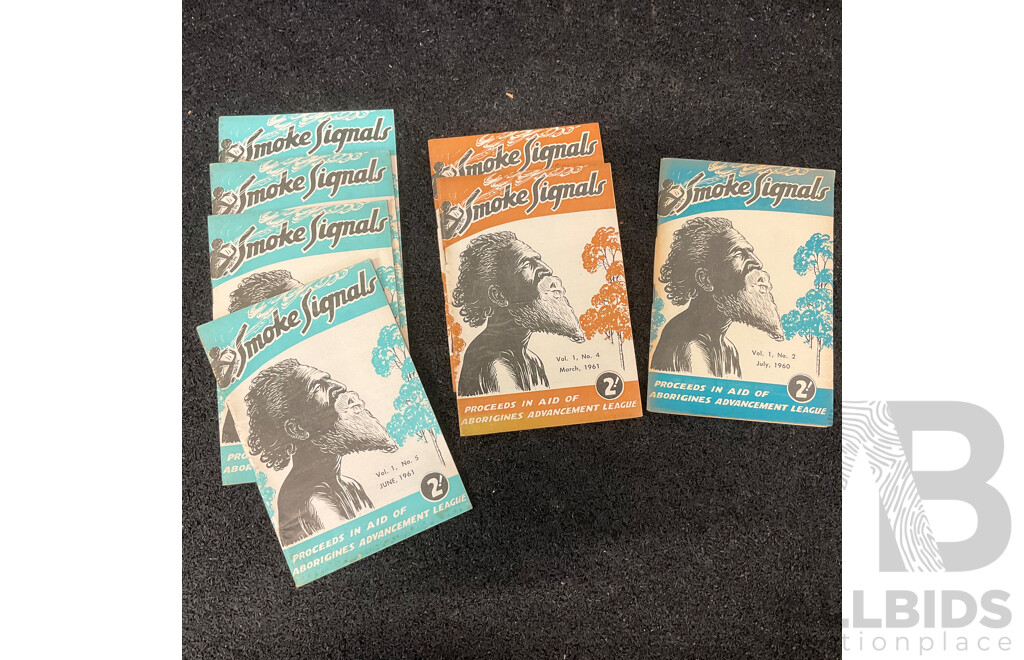 Smoke Signals
Smoke Signals
Smoke Signals
Smoke Signals
Vol. 1, No. 5
JUNE, 1961
2/
PROCEEDS IN AID OF
ABORIGINES ADVANCEMENT LEAGUE
Smoke Signals
Smoke Signals
Vol. 1, No. 4
March, 1961
2/
PROCEEDS IN AID OF
ABORIGINES ADVANCEMENT LEAGUE
Smoke Signals
Vol. 1, No. 2
July, 1960
2/
PROCEEDS IN AID OF
ABORIGINES ADVANCEMENT LEAGUE
B
LLBIDS
ctionplace